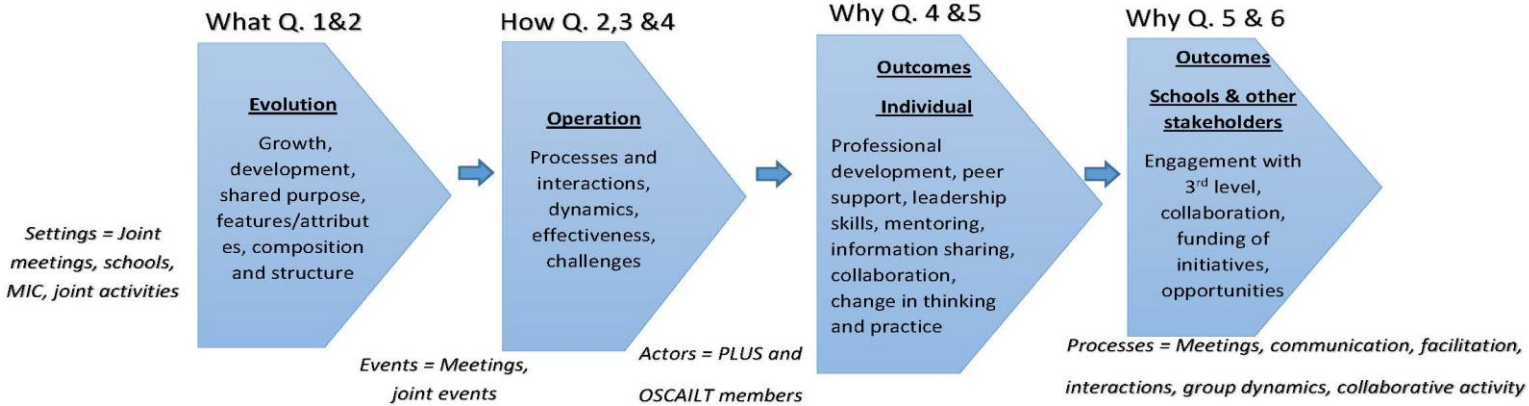 What Q. 1&2
Evolution
Growth,
development,
shared purpose,
features/attribut
es, composition
and structure
Settings = Joint
meetings, schools,
MIC, joint activities
How Q. 2,3 &4
Operation
Processes and
interactions,
dynamics,
effectiveness,
challenges
Events = Meetings,
joint events
Why Q. 4 &5
Outcomes
Individual
Professional
development, peer
support, leadership
skills, mentoring,
information sharing,
collaboration,
change in thinking
and practice
Actors = PLUS and
OSCAILT members
Why Q. 5 & 6
Outcomes
Schools & other
stakeholders
Engagement with
3rd level,
collaboration,
funding of
initiatives,
opportunities
Processes = Meetings, communication, facilitation,
interactions, group dynamics, collaborative activity